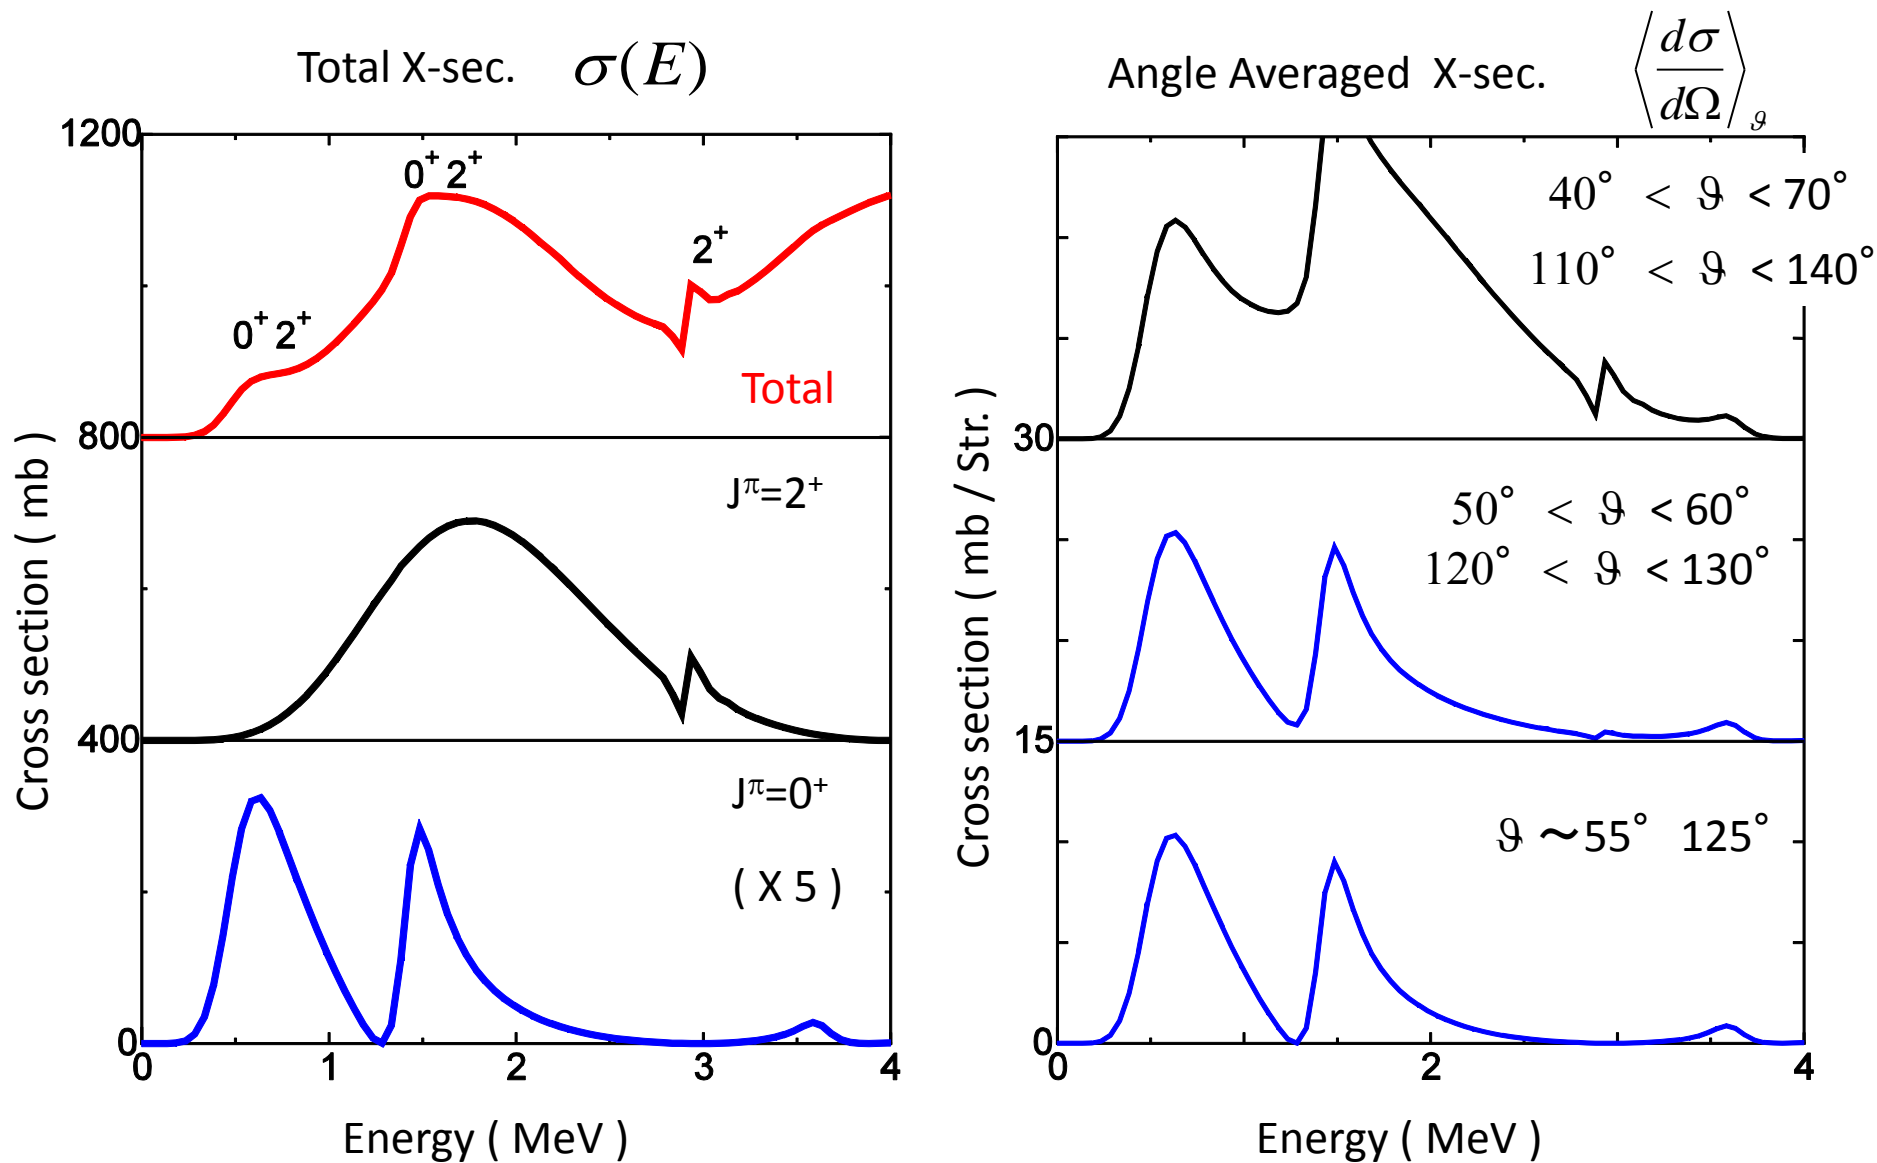 Total X-sec. σ(E)
1200
0⁺ 2⁺
2⁺
0⁺ 2⁺
Total
800
Jπ=2⁺
400
Jπ=0⁺
( X 5 )
0
0 1 2 3 4
Energy ( MeV )
Cross section ( mb )
Angle Averaged X-sec. ⟨dσ/dΩ⟩ϑ
40° < ϑ < 70°
110° < ϑ < 140°
30
50° < ϑ < 60°
120° < ϑ < 130°
15
ϑ ～55° 125°
0
0 2 4
Energy ( MeV )
Cross section ( mb / Str. )